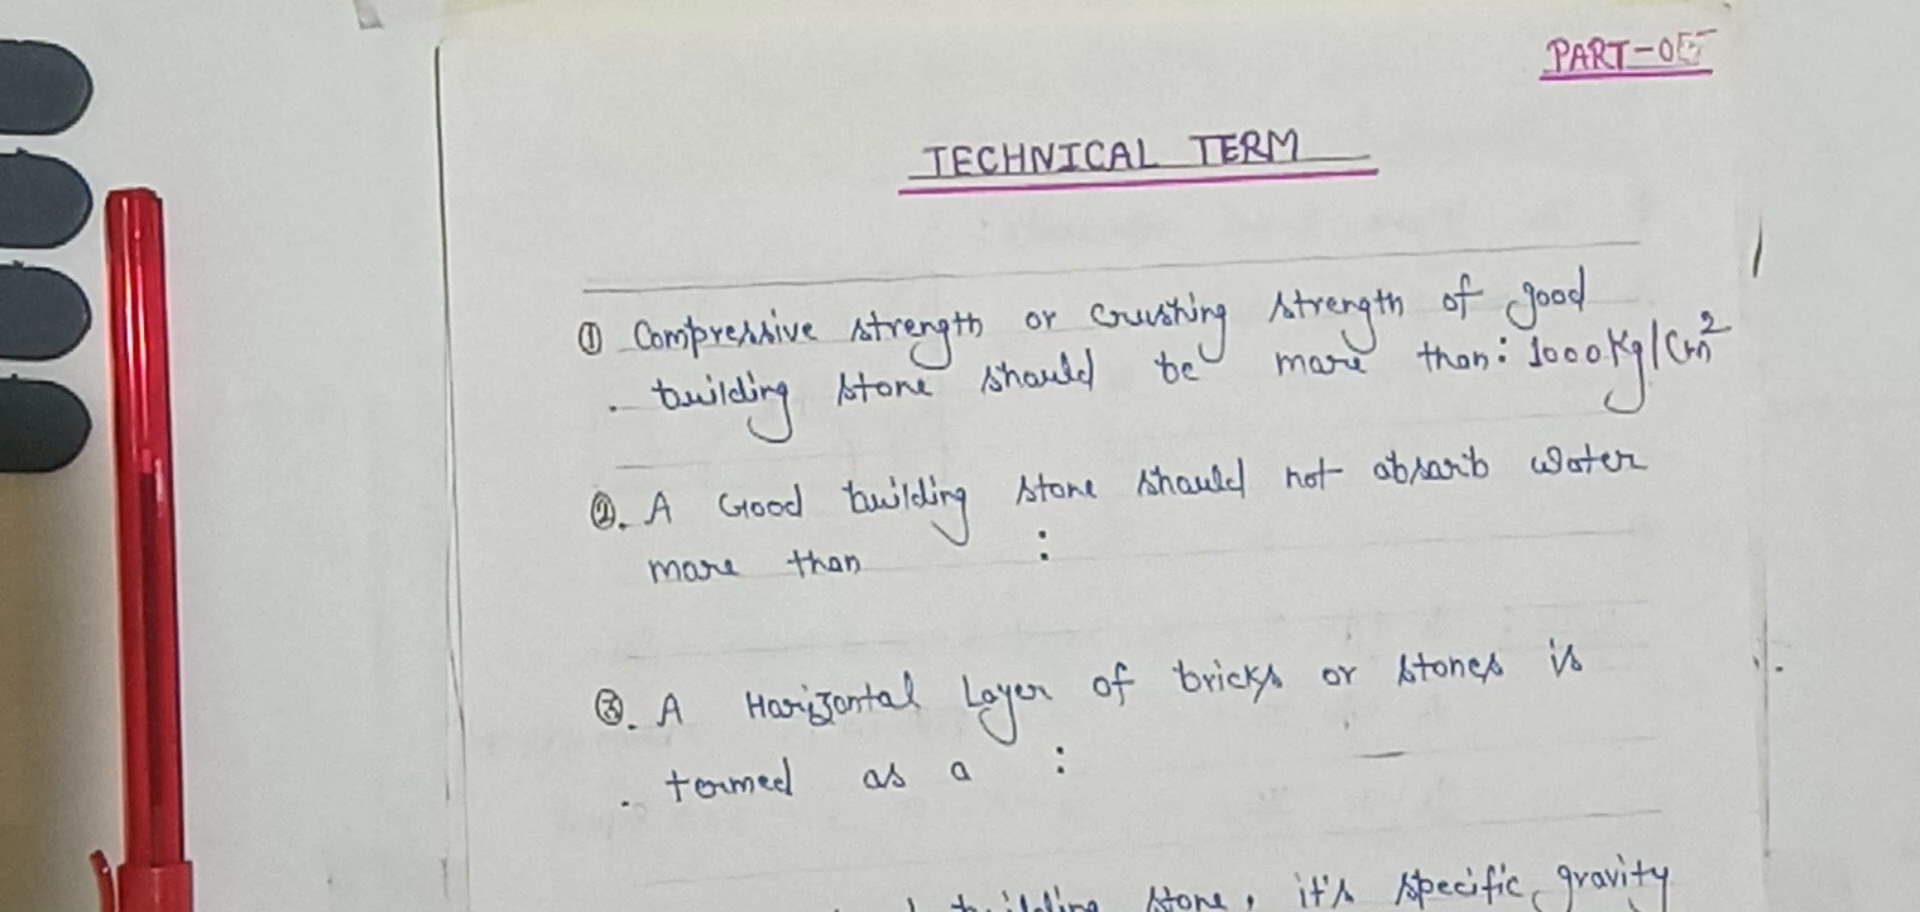 PART-05
TECHNICAL TERM
① Compressive strength or crushing strength of good
building stone should be more than: 1000 Kg/Cm²
②. A Good building stone should not absorb water
more than :
③. A Horizontal Layer of bricks or stones is
termed as a :
building stone, it's specific gravity